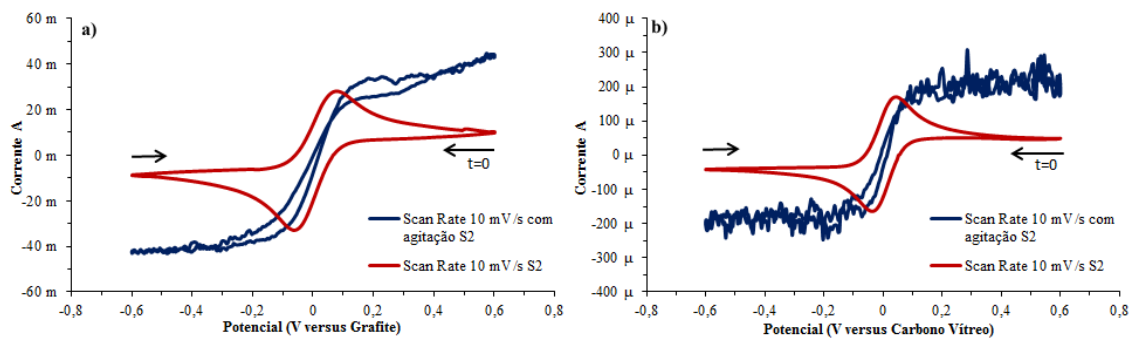 a)
60 m
40 m
20 m
0 m
-20 m
-40 m
-60 m
Corrente A
t=0
Scan Rate 10 mV/s com
agitação S2
Scan Rate 10 mV/s S2
-0,8 -0,6 -0,4 -0,2 0 0,2 0,4 0,6 0,8
Potencial (V versus Grafite)
b)
400 µ
300 µ
200 µ
100 µ
0 µ
-100 µ
-200 µ
-300 µ
-400 µ
Corrente A
t=0
Scan Rate 10 mV/s com
agitação S2
Scan Rate 10 mV/s S2
-0,8 -0,6 -0,4 -0,2 0 0,2 0,4 0,6 0,8
Potencial (V versus Carbono Vítreo)